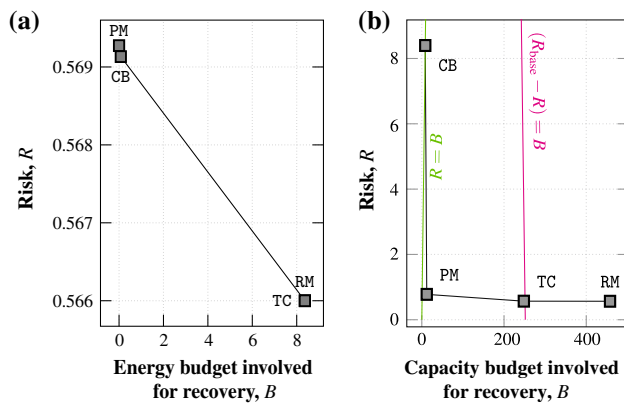 (a)
PM
CB
0.569
0.568
0.567
0.566
Risk, R
TC
RM
0
2
4
6
8
Energy budget involved
for recovery, B
(b)
CB
8
6
4
2
0
Risk, R
B = R
(Rbase − R) = B
PM
TC
RM
0
200
400
Capacity budget involved
for recovery, B